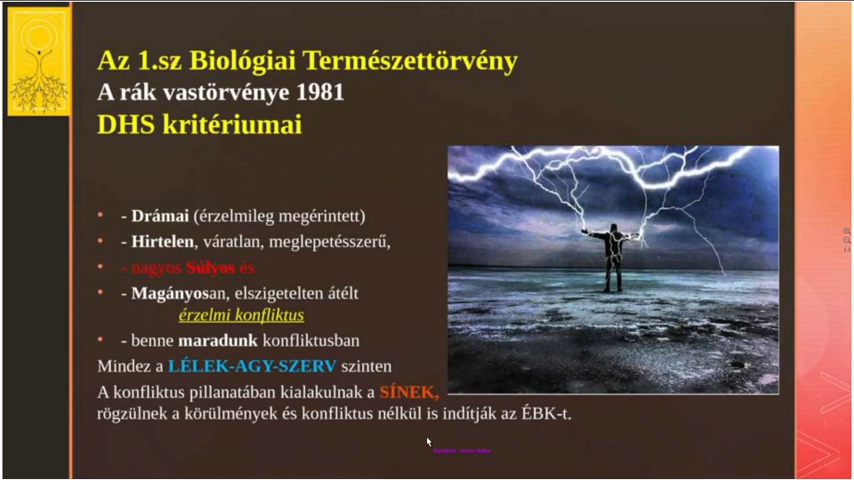 Az 1.sz Biológiai Természettörvény
A rák vastörvénye 1981
DHS kritériumai
- Drámai (érzelmileg megérintett)
- Hirtelen, váratlan, meglepetésszerű,
- nagyos Súlyos és
- Magányosan, elszigetelten átélt
érzelmi konfliktus
- benne maradunk konfliktusban
Mindez a LÉLEK-AGY-SZERV szinten
A konfliktus pillanatában kialakulnak a SÍNEK,
rögzülnek a körülmények és konfliktus nélkül is indítják az ÉBK-t.